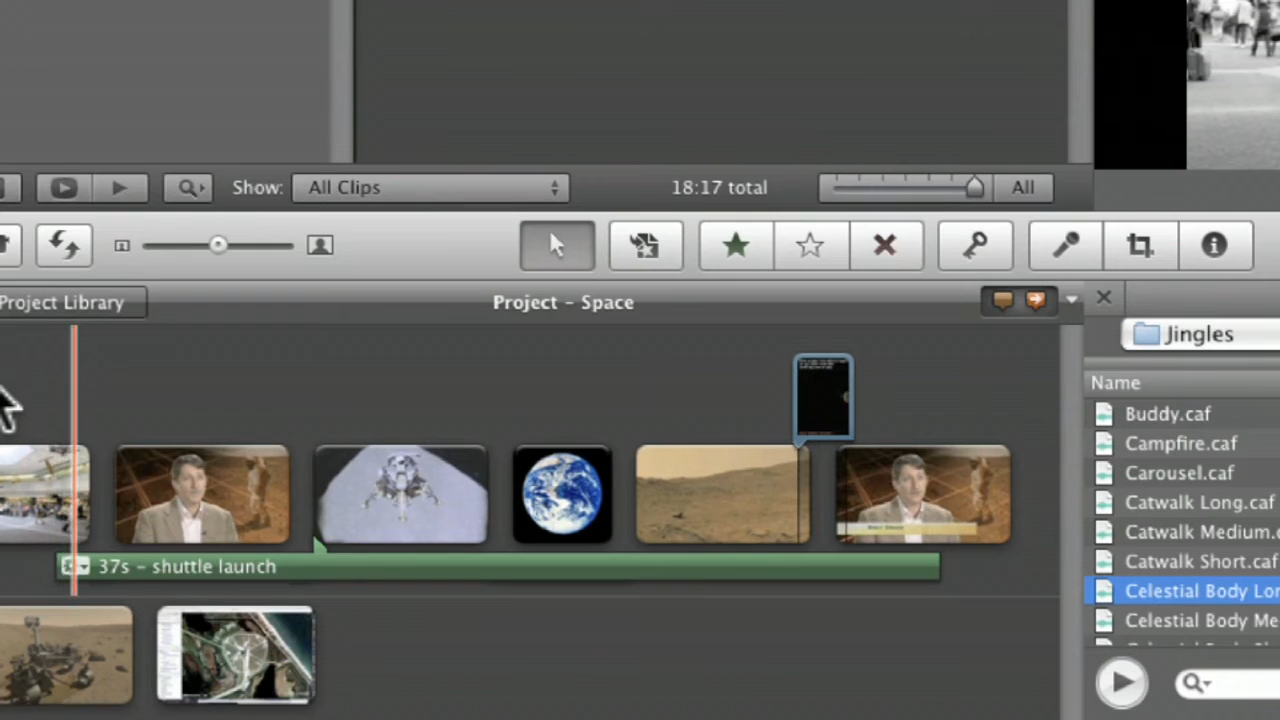 Show: All Clips 18:17 total All
Project Library Project - Space
Jingles
Name
Buddy.caf
Campfire.caf
Carousel.caf
Catwalk Long.caf
Catwalk Medium.c
Catwalk Short.caf
37s - shuttle launch
Celestial Body Lon
Celestial Body Me